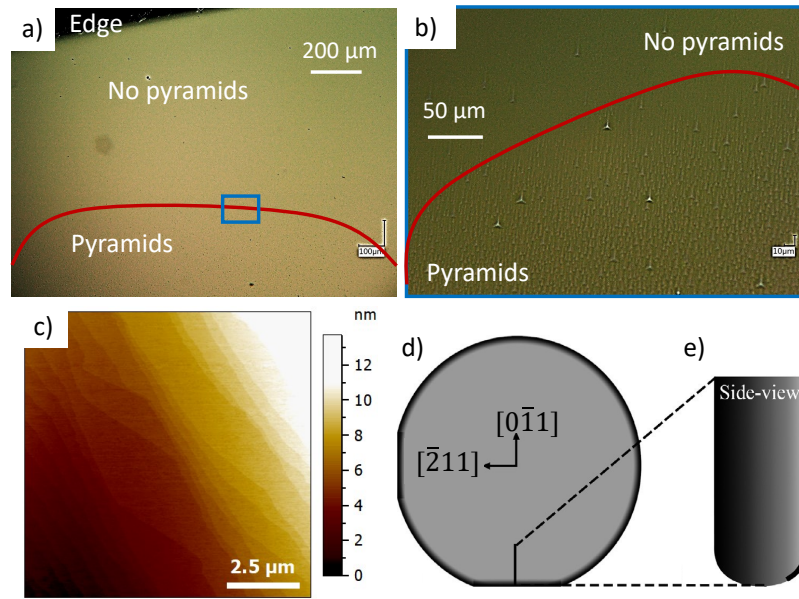 a)
Edge
200 µm
No pyramids
Pyramids
100µm
b)
No pyramids
50 µm
Pyramids
10µm
c)
nm
12
10
8
6
4
2
0
2.5 µm
d)
[01̄1]
[2̄11]
e)
Side-view